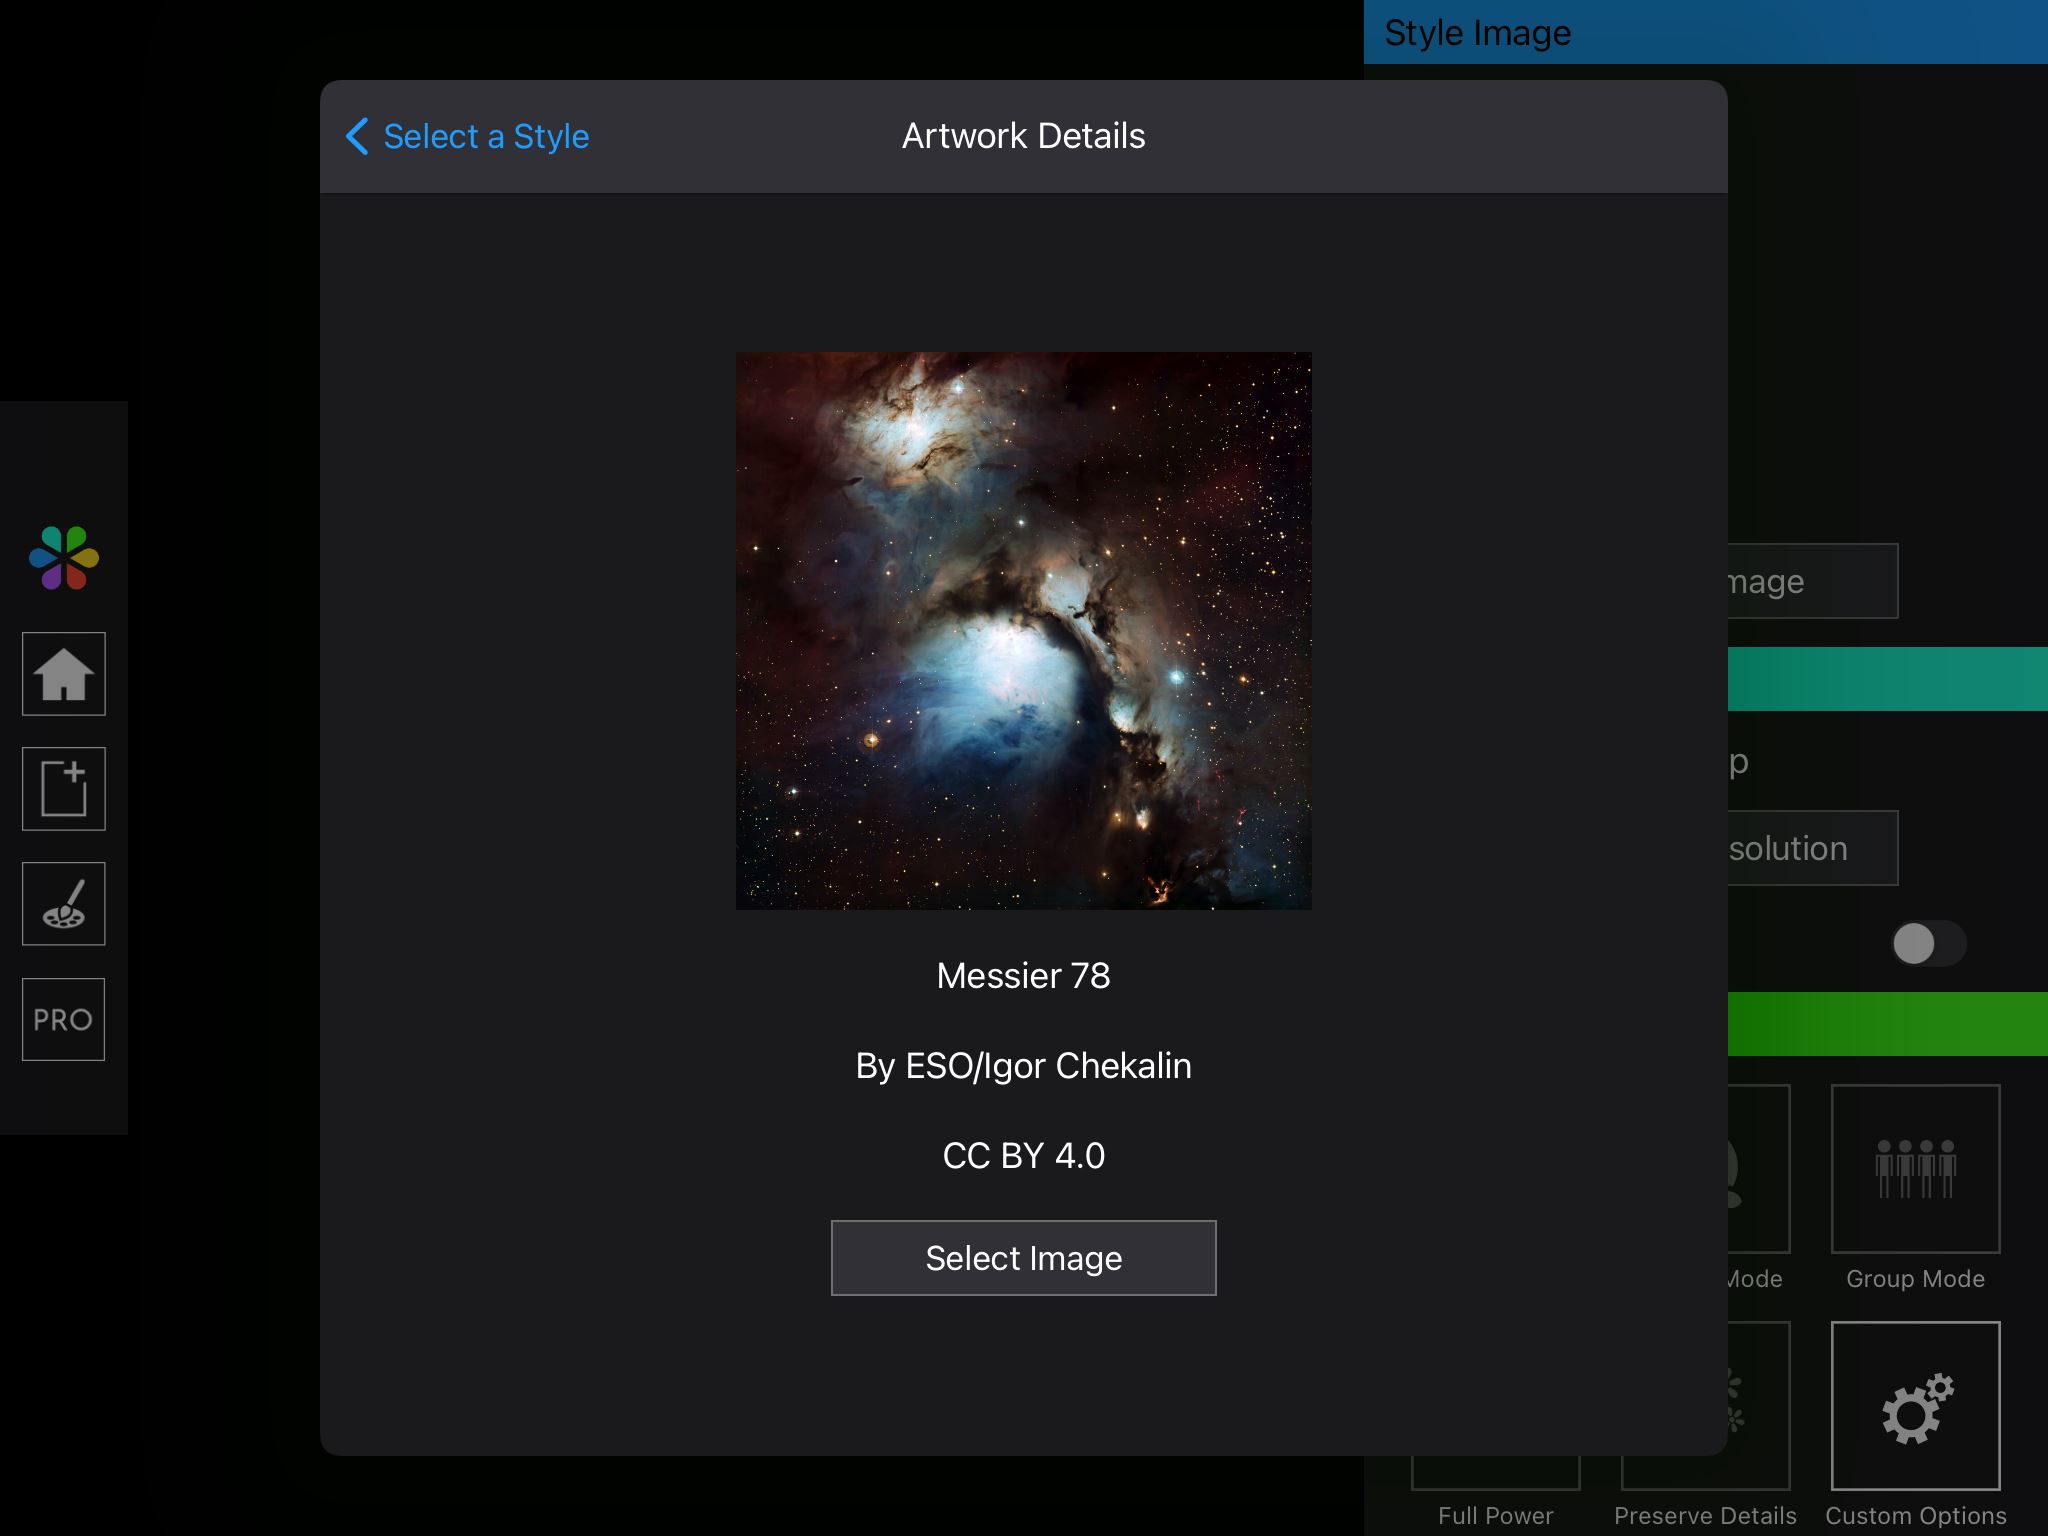 Style Image
Select a Style
Artwork Details
mage
p
solution
PRO
Messier 78
By ESO/Igor Chekalin
CC BY 4.0
Select Image
Mode
Group Mode
Full Power
Preserve Details
Custom Options